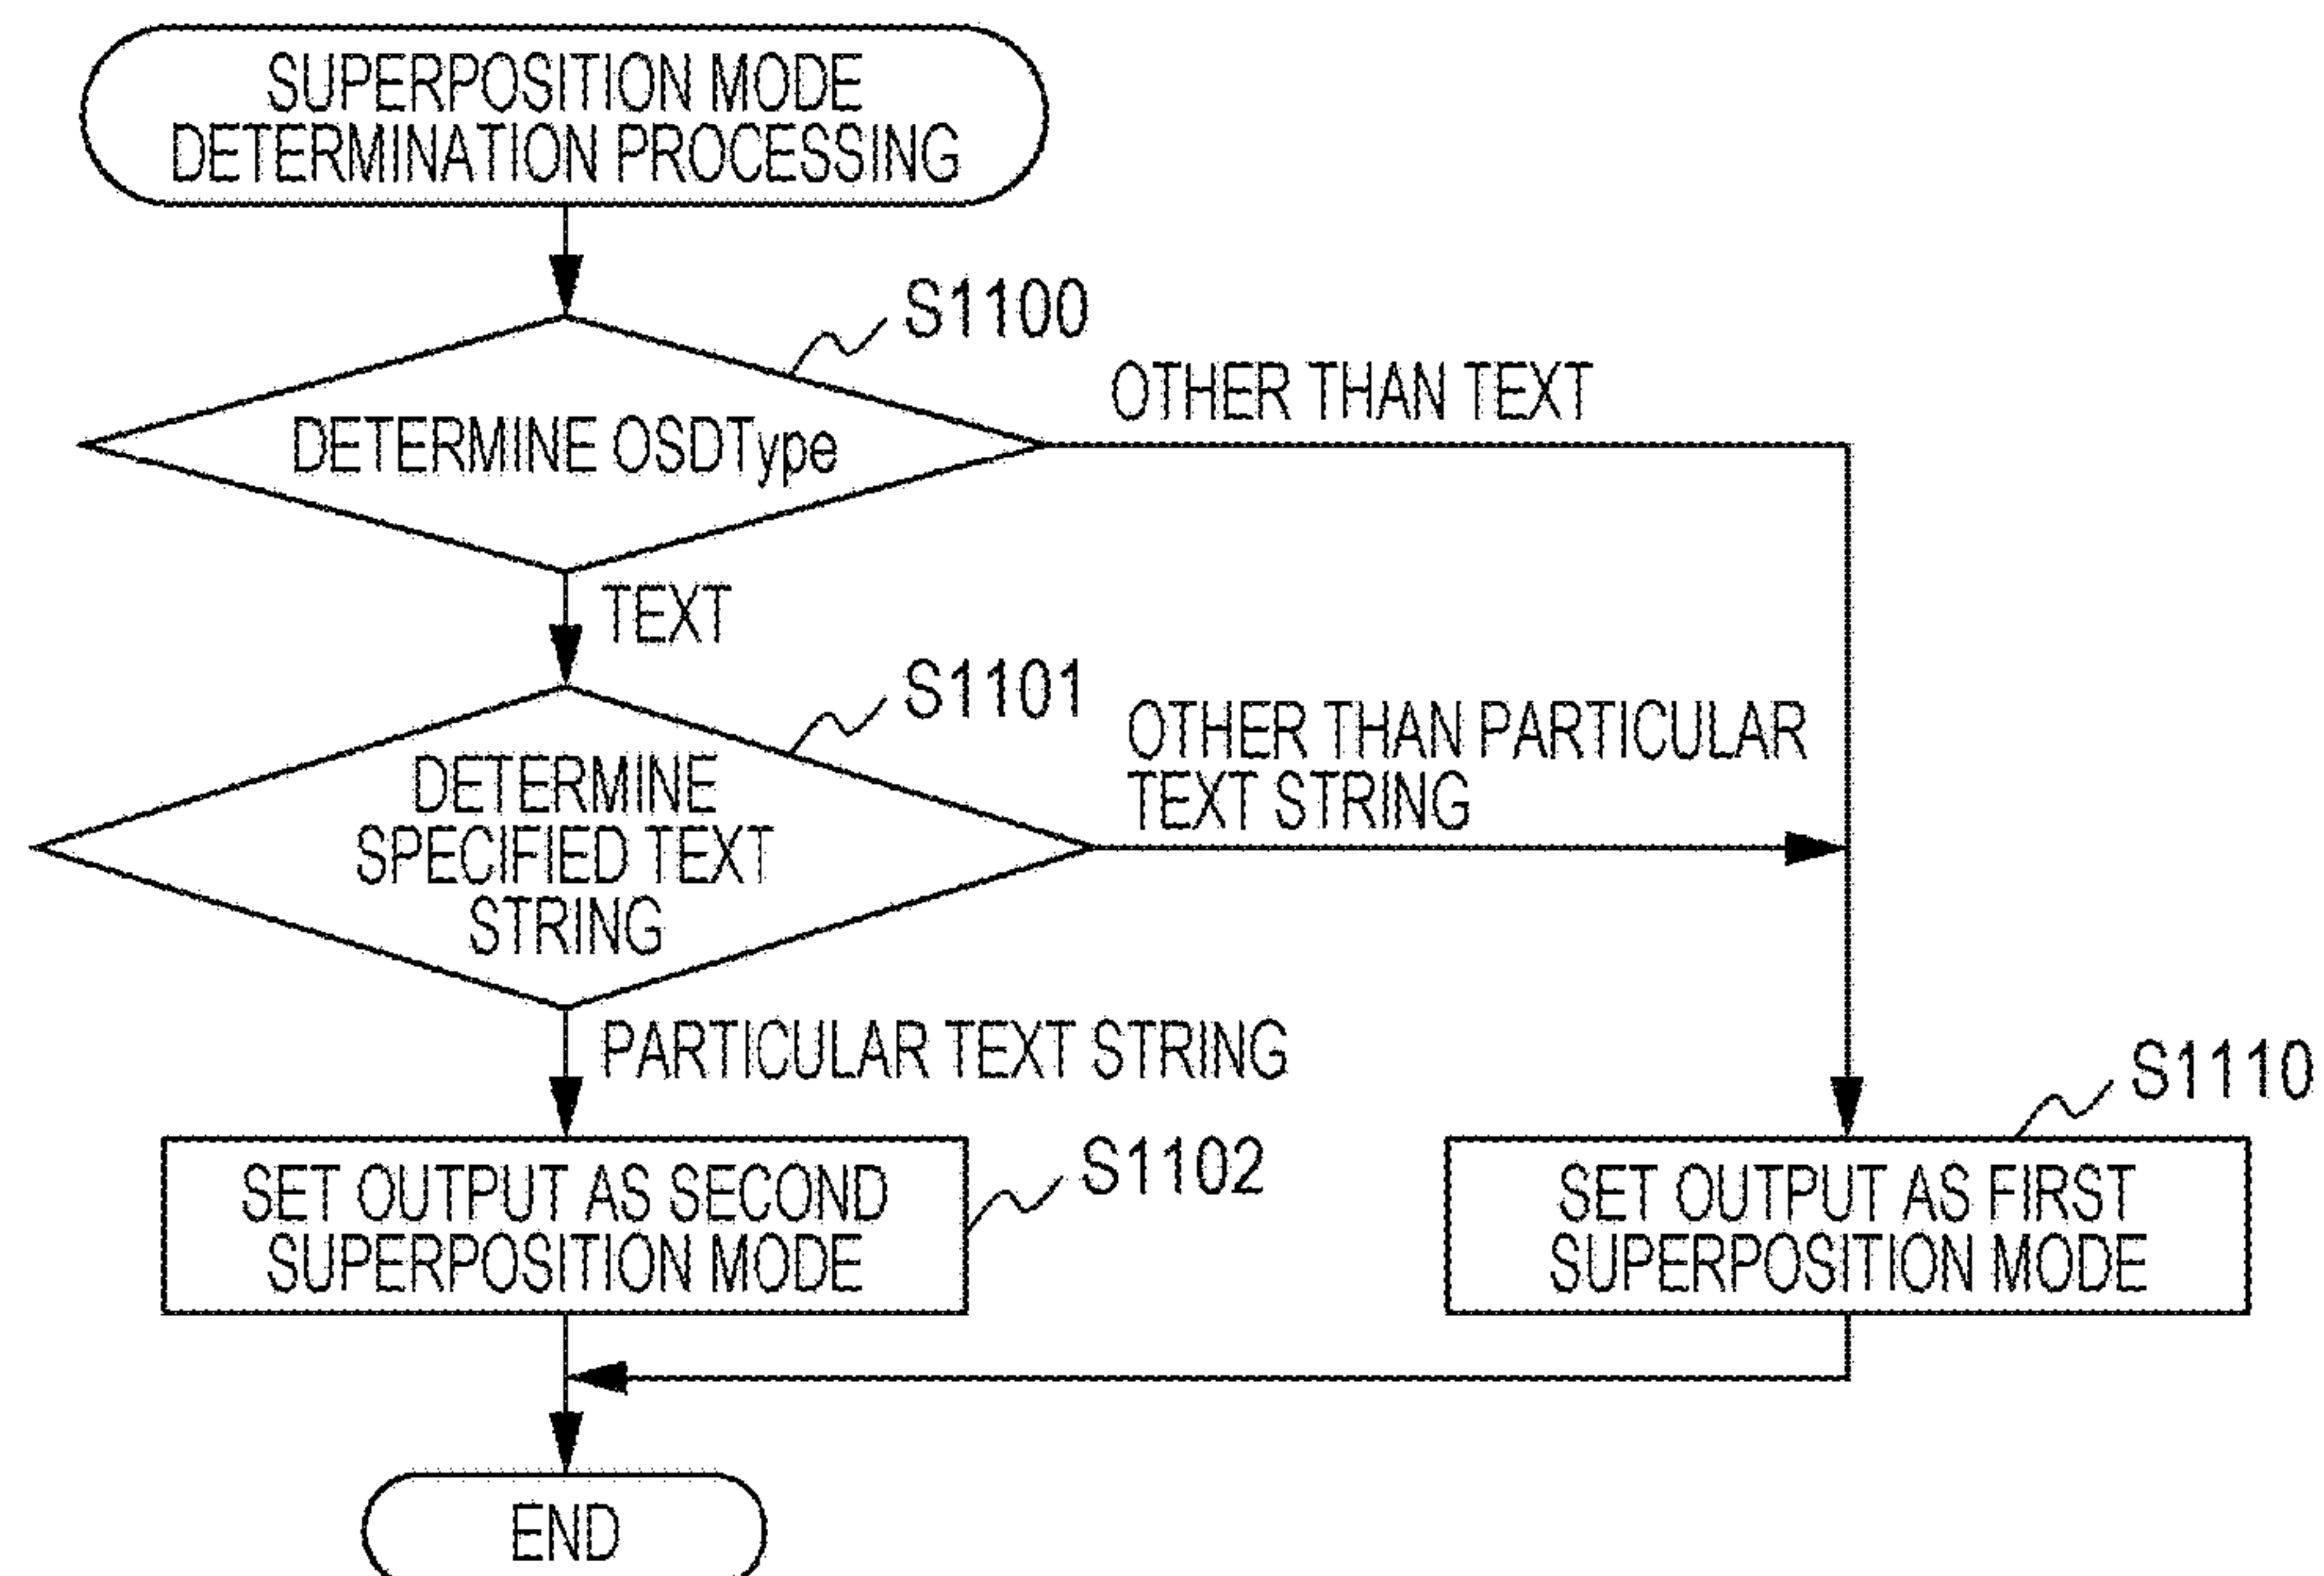 SUPERPOSITION MODE
DETERMINATION PROCESSING
S1100
OTHER THAN TEXT
DETERMINE OSDType
TEXT
S1101
OTHER THAN PARTICULAR
TEXT STRING
DETERMINE
SPECIFIED TEXT
STRING
PARTICULAR TEXT STRING
S1110
S1102
SET OUTPUT AS SECOND
SUPERPOSITION MODE
SET OUTPUT AS FIRST
SUPERPOSITION MODE
END